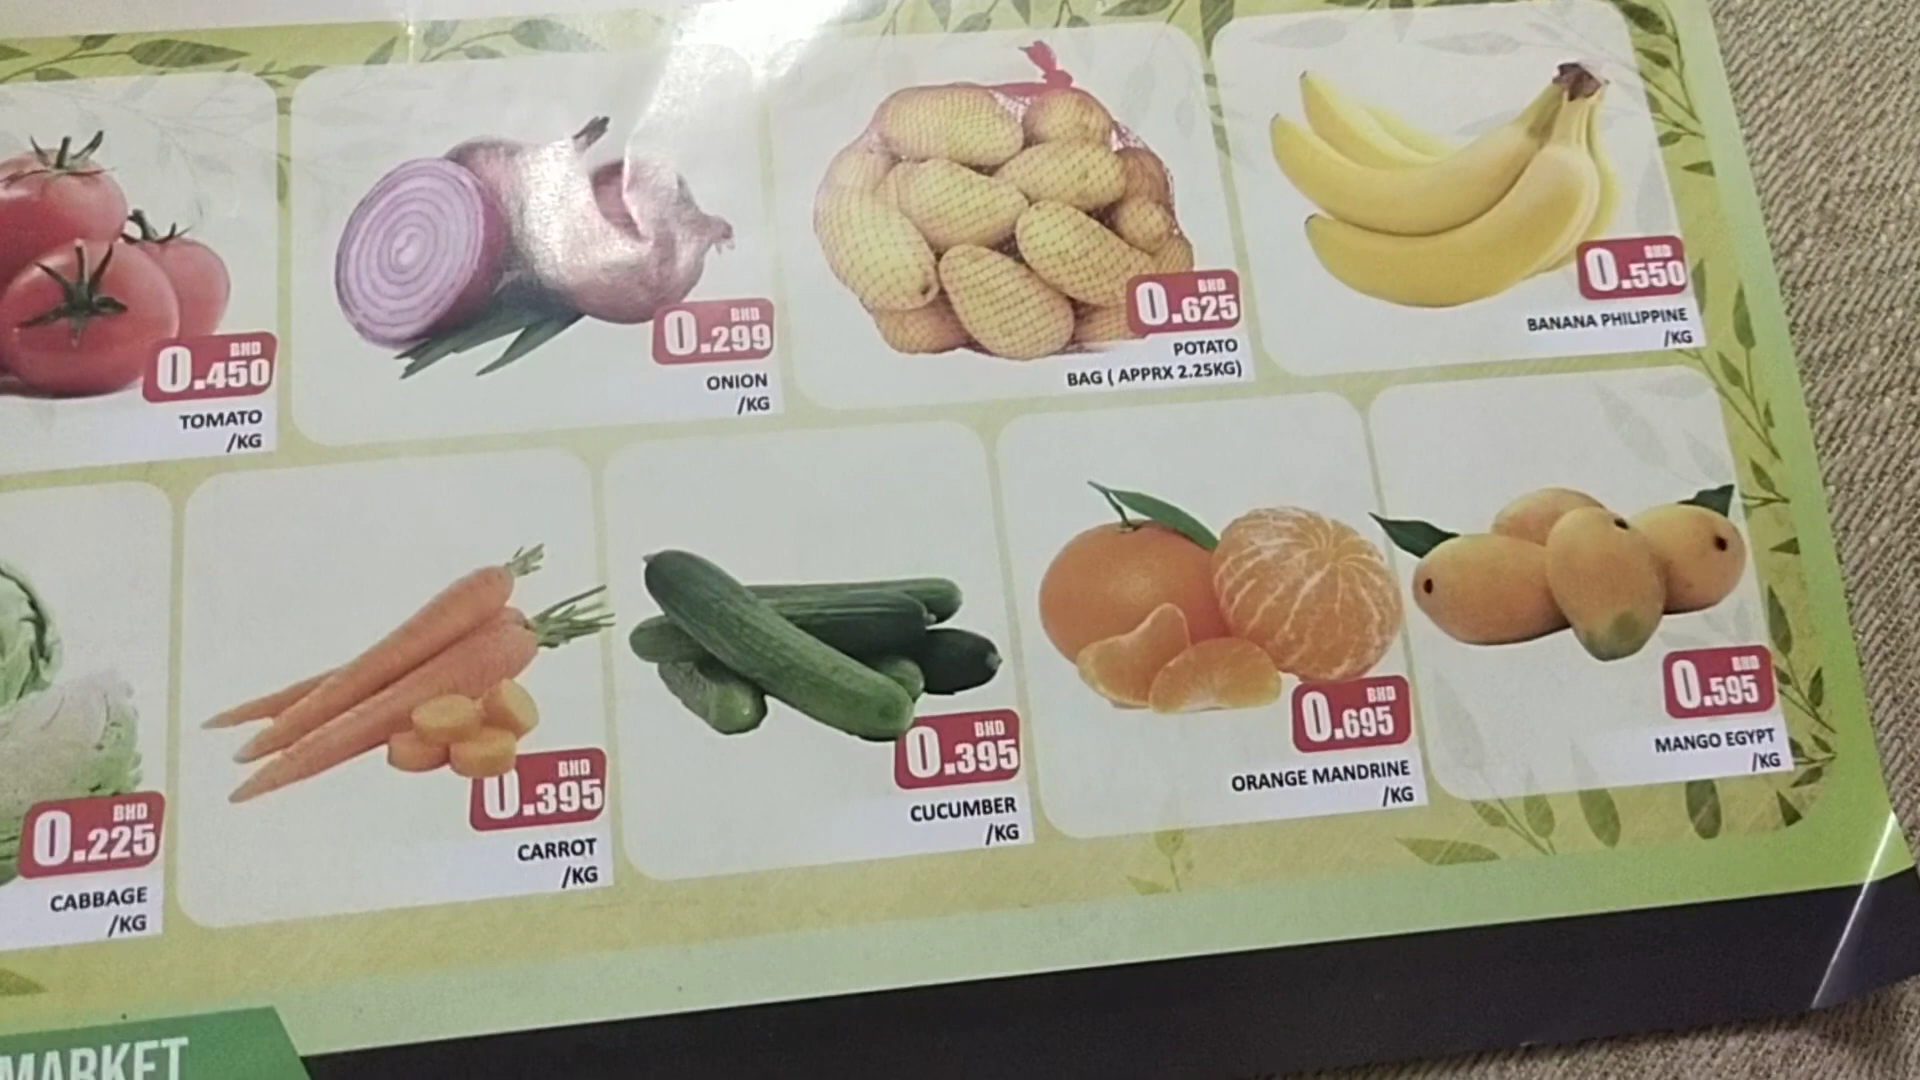 BHD
0.450
TOMATO
/KG
BHD
0.299
ONION
/KG
BHD
0.625
POTATO
BAG ( APPRX 2.25KG)
BHD
0.550
BANANA PHILIPPINE
/KG
BHD
0.225
CABBAGE
/KG
BHD
0.395
CARROT
/KG
BHD
0.395
CUCUMBER
/KG
BHD
0.695
ORANGE MANDRINE
/KG
BHD
0.595
MANGO EGYPT
/KG
MARKET